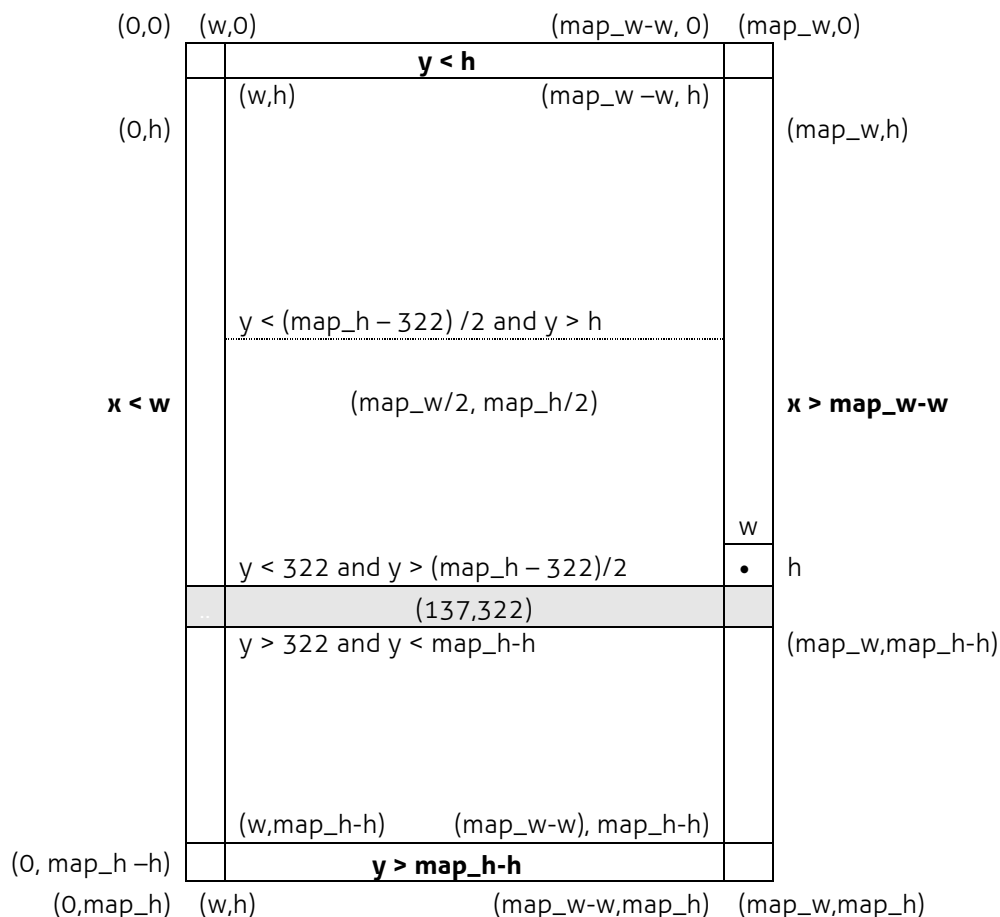 (0,0) (w,0) (map_w-w, 0) (map_w,0)
y < h
(w,h) (map_w –w, h)
(0,h) (map_w,h)
y < (map_h – 322) /2 and y > h
x < w (map_w/2, map_h/2) x > map_w-w
w
y < 322 and y > (map_h – 322)/2 • h
.. (137,322)
y > 322 and y < map_h-h (map_w,map_h-h)
(w,map_h-h) (map_w-w), map_h-h)
(0, map_h –h) y > map_h-h
(0,map_h) (w,h) (map_w-w,map_h) (map_w,map_h)